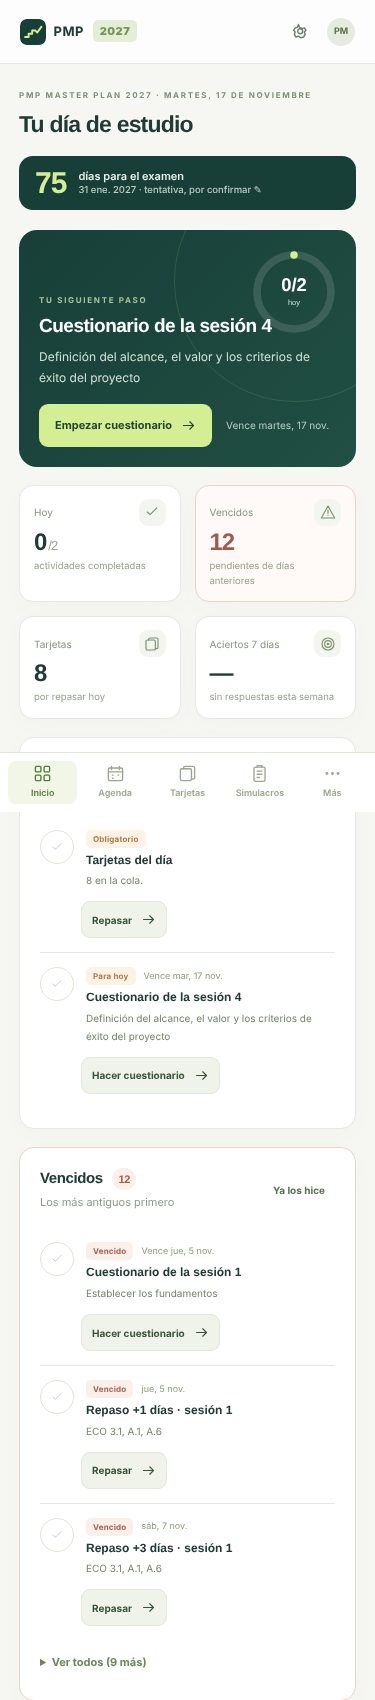 PMP 2027 PM
PMP MASTER PLAN 2027 · MARTES, 17 DE NOVIEMBRE
Tu día de estudio
75 días para el examen
31 ene. 2027 · tentativa, por confirmar ✎
0/2
hoy
TU SIGUIENTE PASO
Cuestionario de la sesión 4
Definición del alcance, el valor y los criterios de
éxito del proyecto
Empezar cuestionario →
Vence martes, 17 nov.
Hoy
0/2
actividades completadas
Vencidos
12
pendientes de días
anteriores
Tarjetas
8
por repasar hoy
Aciertos 7 días
—
sin respuestas esta semana
Inicio Agenda Tarjetas Simulacros Más
Obligatorio
Tarjetas del día
8 en la cola.
Repasar →
Para hoy Vence mar, 17 nov.
Cuestionario de la sesión 4
Definición del alcance, el valor y los criterios de
éxito del proyecto
Hacer cuestionario →
Vencidos 12
Ya los hice
Los más antiguos primero
Vencido Vence jue, 5 nov.
Cuestionario de la sesión 1
Establecer los fundamentos
Hacer cuestionario →
Vencido jue, 5 nov.
Repaso +1 días · sesión 1
ECO 3.1, A.1, A.6
Repasar →
Vencido sáb, 7 nov.
Repaso +3 días · sesión 1
ECO 3.1, A.1, A.6
Repasar →
▶ Ver todos (9 más)